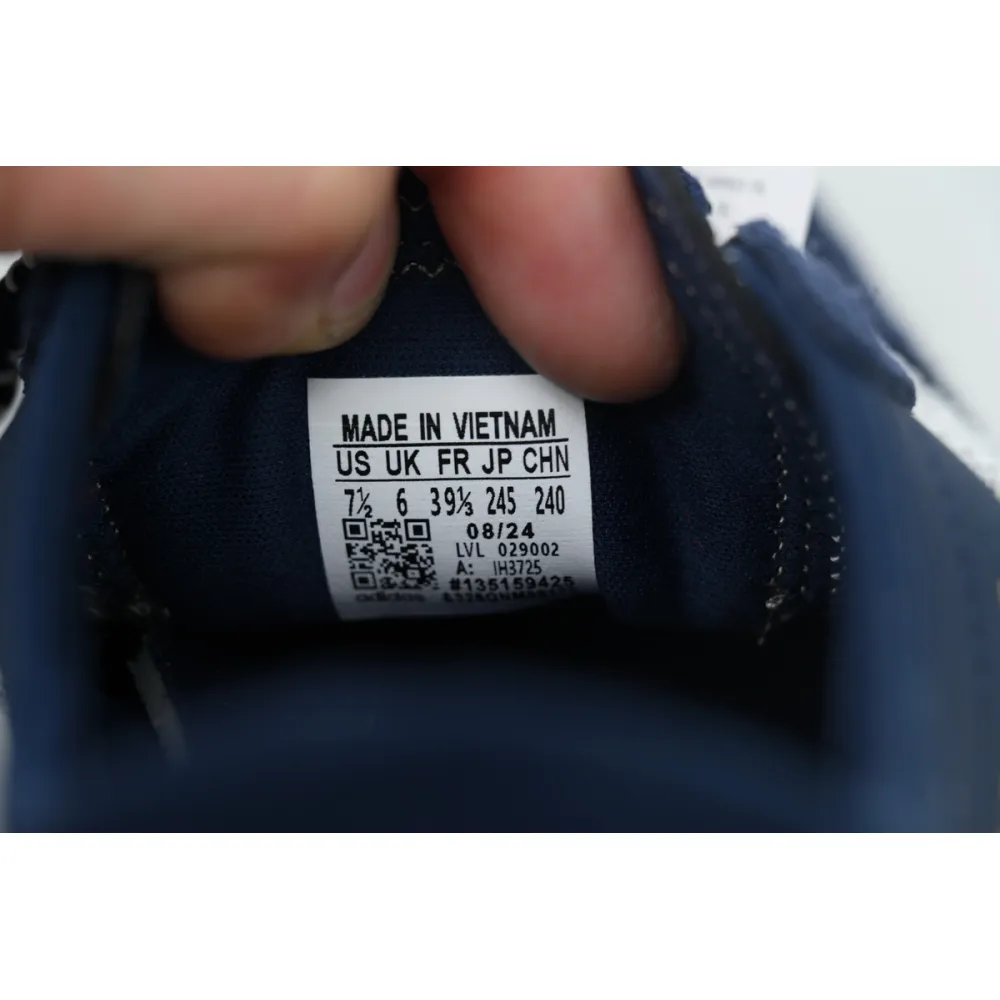 MADE IN VIETNAM
US UK FR JP CHN
7½ 6 39⅓ 245 240
08/24
LVL 029002
A: IH3725
#135159425
adidas